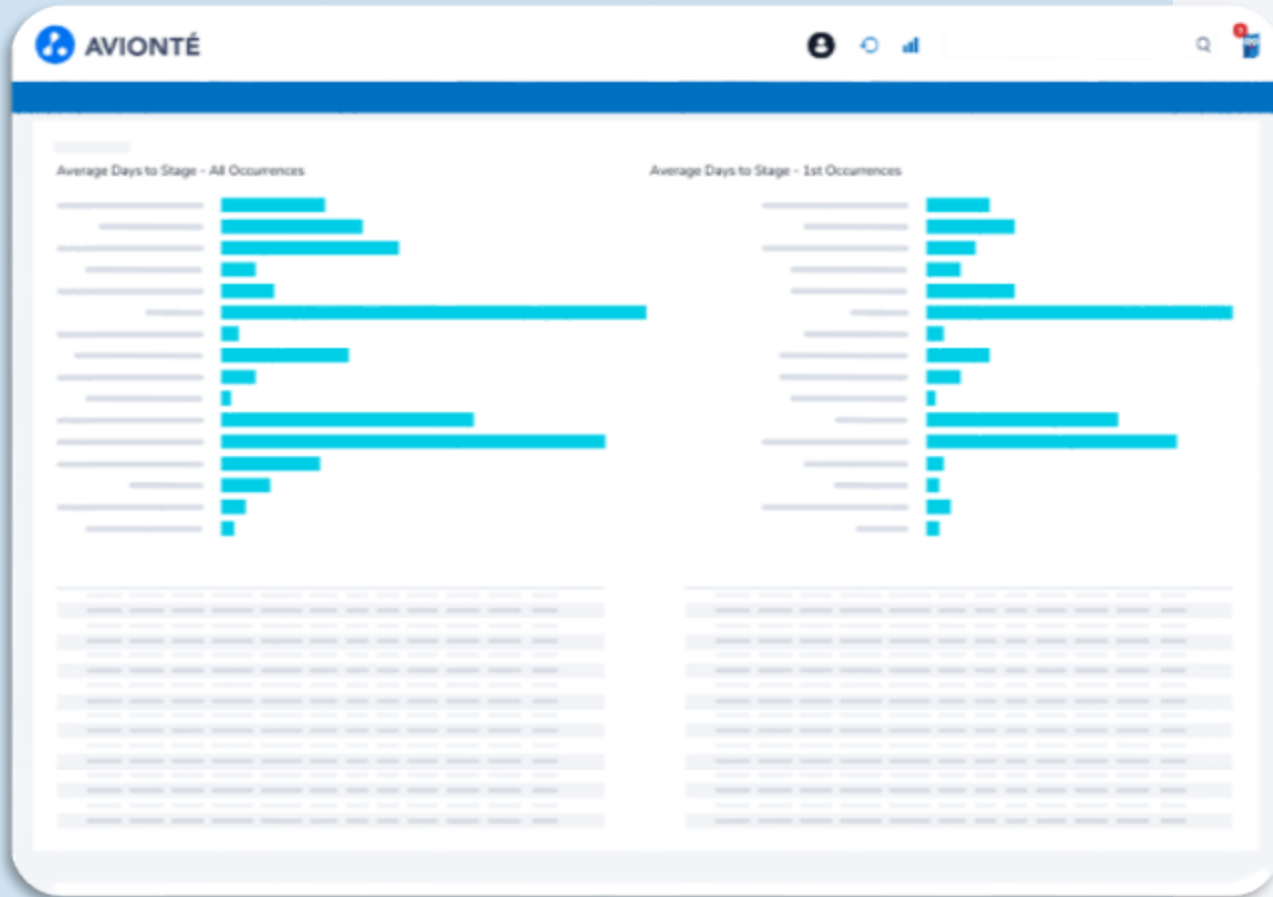 AVIONTÉ
Average Days to Stage - All Occurrences
Average Days to Stage - 1st Occurrences